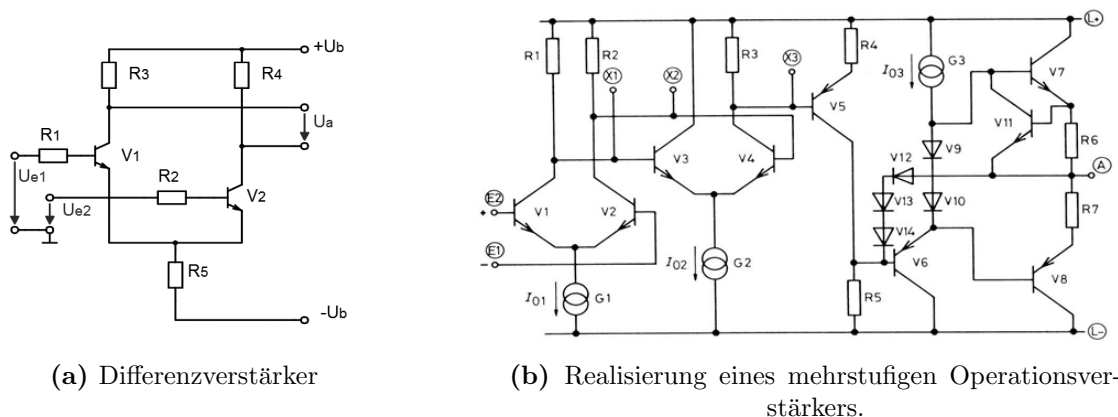 +Ub
R3
R4
Ua
R1
V1
Ue1
R2
Ue2
V2
R5
-Ub
(a) Differenzverstärker
L+
R1
R2
R3
R4
G3
I03
V7
X1
X2
X3
V5
V11
R6
V3
V4
V9
V12
A
E2
+
V1
V2
V13
V10
R7
V14
E1
−
I02
G2
V6
V8
I01
G1
R5
L-
(b) Realisierung eines mehrstufigen Operationsver-
stärkers.